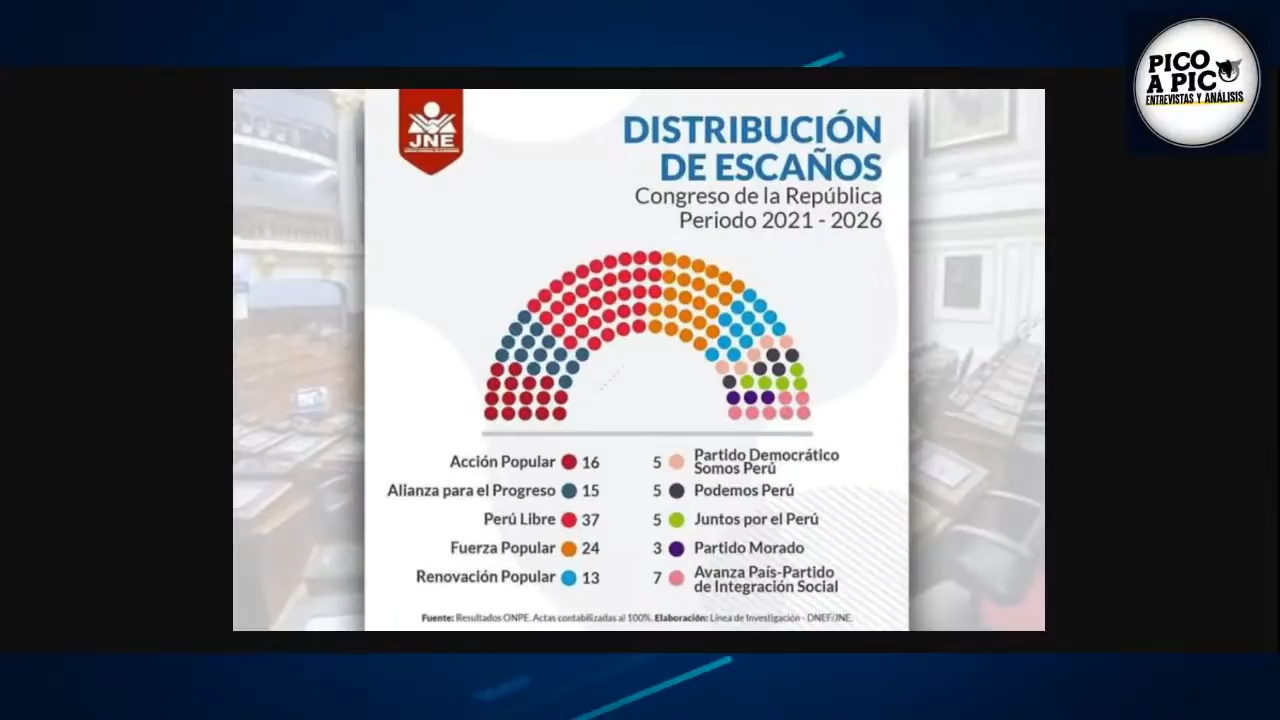 PICO
A PICO
ENTREVISTAS Y ANÁLISIS
JNE
DISTRIBUCIÓN
DE ESCAÑOS
Congreso de la República
Periodo 2021 - 2026
Acción Popular 16
Alianza para el Progreso 15
Perú Libre 37
Fuerza Popular 24
Renovación Popular 13
5 Partido Democrático
Somos Perú
5 Podemos Perú
5 Juntos por el Perú
3 Partido Morado
7 Avanza País-Partido
de Integración Social
Fuente: Resultados ONPE. Actas contabilizadas al 100%. Elaboración: Línea de Investigación - DNEF/JNE.